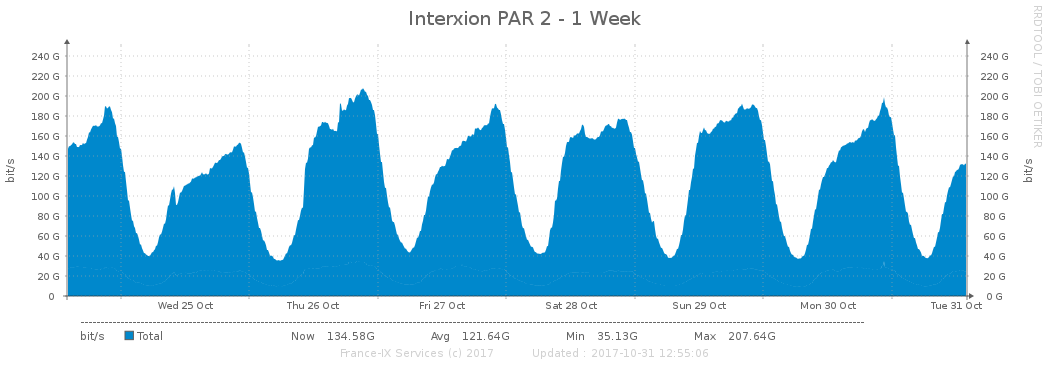 Interxion PAR 2 - 1 Week
RRDTOOL / TOBI OETIKER
240 G 240 G
220 G 220 G
200 G 200 G
180 G 180 G
160 G 160 G
140 G 140 G
120 G 120 G
100 G 100 G
80 G 80 G
60 G 60 G
40 G 40 G
20 G 20 G
0 0 G
bit/s bit/s
Wed 25 Oct Thu 26 Oct Fri 27 Oct Sat 28 Oct Sun 29 Oct Mon 30 Oct Tue 31 Oct
bit/s Total Now 134.58G Avg 121.64G Min 35.13G Max 207.64G
France-IX Services (c) 2017 Updated : 2017-10-31 12:55:06